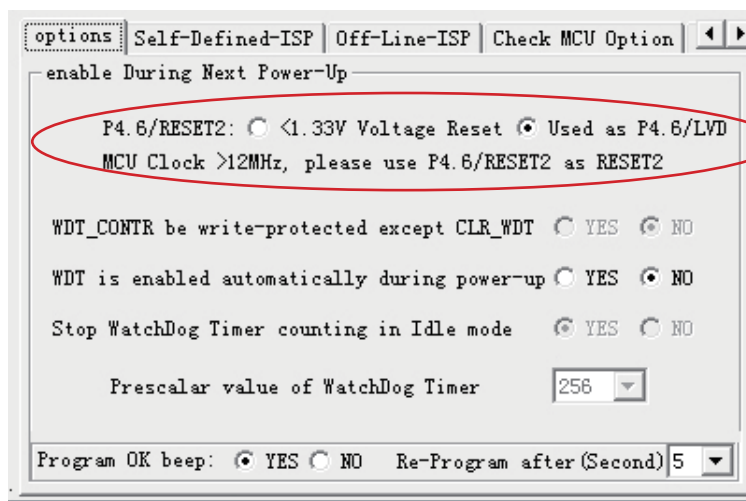 options Self-Defined-ISP Off-Line-ISP Check MCU Option
enable During Next Power-Up
P4.6/RESET2: <1.33V Voltage Reset Used as P4.6/LVD
MCU Clock >12MHz, please use P4.6/RESET2 as RESET2
WDT_CONTR be write-protected except CLR_WDT YES NO
WDT is enabled automatically during power-up YES NO
Stop WatchDog Timer counting in Idle mode YES NO
Prescalar value of WatchDog Timer 256
Program OK beep: YES NO Re-Program after(Second) 5